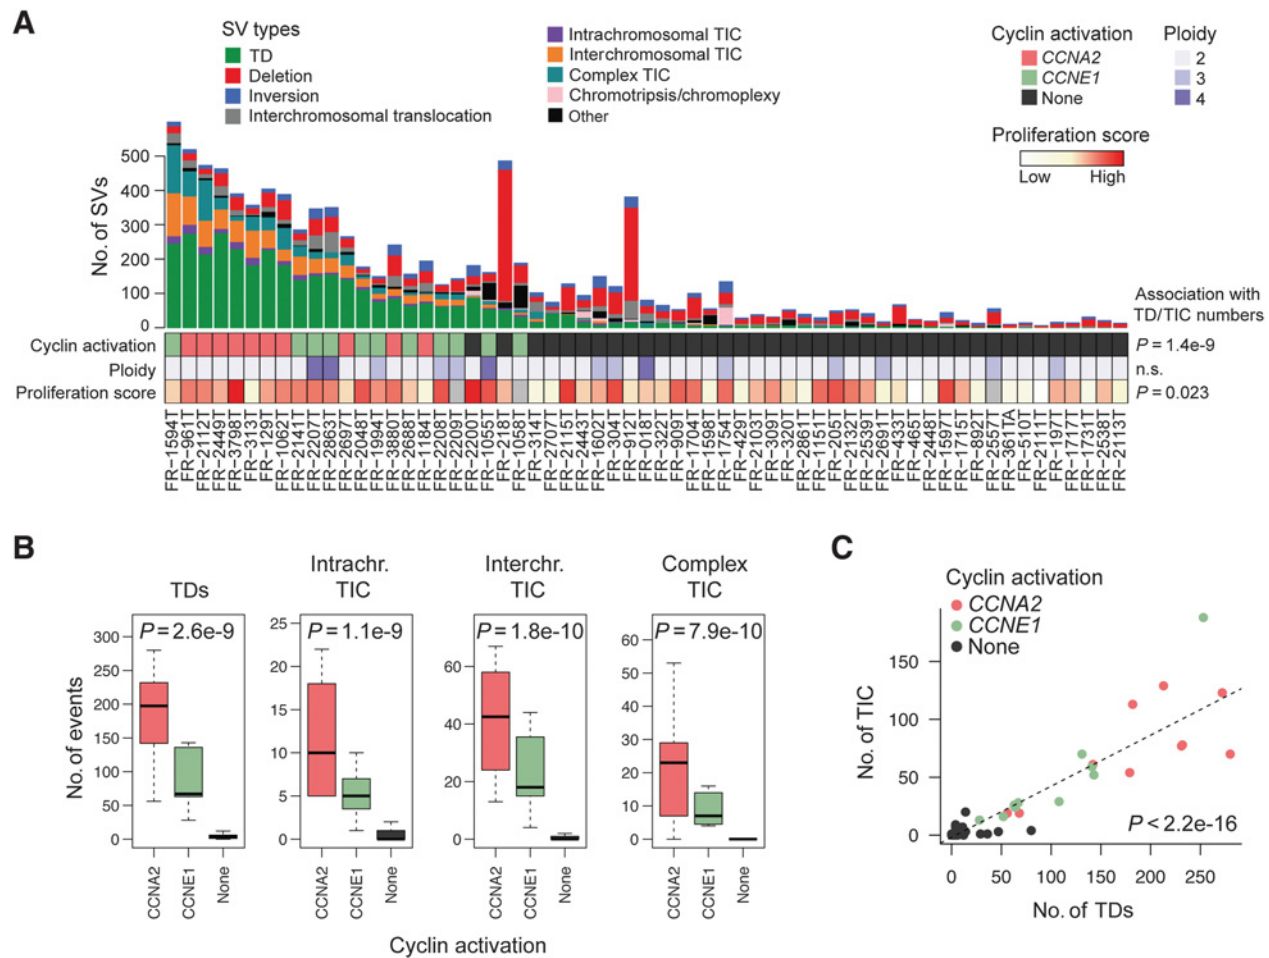 A
SV types
TD
Deletion
Inversion
Interchromosomal translocation
Intrachromosomal TIC
Interchromosomal TIC
Complex TIC
Chromotripsis/chromoplexy
Other
Cyclin activation
CCNA2
CCNE1
None
Ploidy
2
3
4
Proliferation score
Low High
No. of SVs
500
400
300
200
100
0
Association with
TD/TIC numbers
Cyclin activation
P = 1.4e-9
Ploidy
n.s.
Proliferation score
P = 0.023
FR-1594T
FR-961T
FR-2112T
FR-2449T
FR-3798T
FR-3131T
FR-129T
FR-1062T
FR-2141T
FR-2207T
FR-2863T
FR-2697T
FR-2048T
FR-1994T
FR-3880T
FR-2688T
FR-1184T
FR-2208T
FR-2209T
FR-2200T
FR-1055T
FR-218T
FR-1058T
FR-314T
FR-2707T
FR-2115T
FR-2443T
FR-1602T
FR-304T
FR-912T
FR-018T
FR-322T
FR-909T
FR-1704T
FR-1598T
FR-1754T
FR-429T
FR-2103T
FR-309T
FR-320T
FR-2861T
FR-1151T
FR-205T
FR-2132T
FR-2539T
FR-2691T
FR-433T
FR-465T
FR-2448T
FR-1597T
FR-1715T
FR-892T
FR-2557T
FR-361TA
FR-510T
FR-2111T
FR-197T
FR-1717T
FR-1731T
FR-2538T
FR-2113T
B
TDs
Intrachr.
TIC
Interchr.
TIC
Complex
TIC
No. of events
P = 2.6e-9
300
250
200
150
100
50
0
CCNA2
CCNE1
None
P = 1.1e-9
25
20
15
10
5
0
CCNA2
CCNE1
None
P = 1.8e-10
60
40
20
0
CCNA2
CCNE1
None
P = 7.9e-10
60
50
40
30
20
10
0
CCNA2
CCNE1
None
Cyclin activation
C
Cyclin activation
CCNA2
CCNE1
None
No. of TIC
150
100
50
0
P < 2.2e-16
0 50 100 150 200 250
No. of TDs